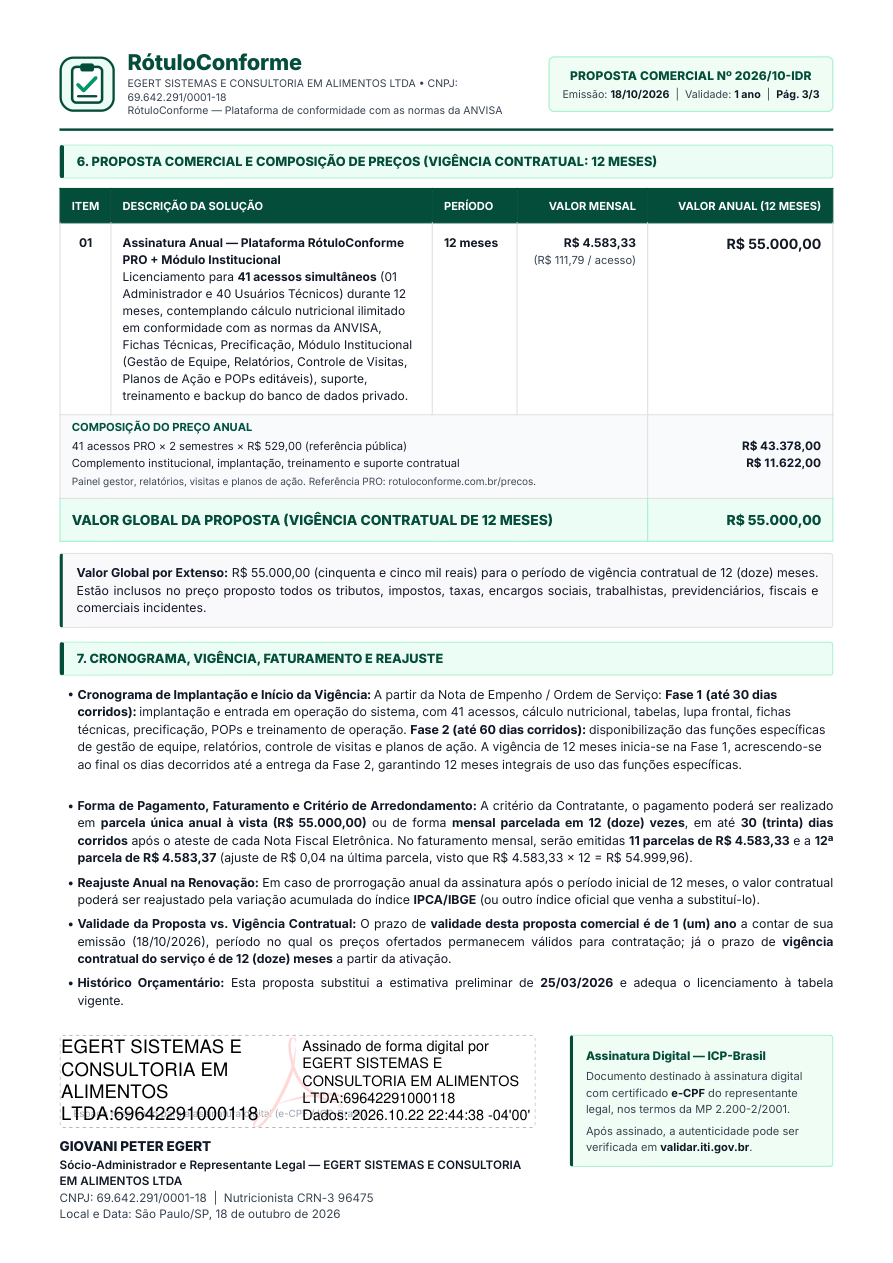 RótuloConforme
EGERT SISTEMAS E CONSULTORIA EM ALIMENTOS LTDA • CNPJ:
69.642.291/0001-18
RótuloConforme — Plataforma de conformidade com as normas da ANVISA
PROPOSTA COMERCIAL Nº 2026/10-IDR
Emissão: 18/10/2026 | Validade: 1 ano | Pág. 3/3
6. PROPOSTA COMERCIAL E COMPOSIÇÃO DE PREÇOS (VIGÊNCIA CONTRATUAL: 12 MESES)
ITEM DESCRIÇÃO DA SOLUÇÃO PERÍODO VALOR MENSAL VALOR ANUAL (12 MESES)
01 Assinatura Anual — Plataforma RótuloConforme 12 meses R$ 4.583,33 R$ 55.000,00
PRO + Módulo Institucional (R$ 111,79 / acesso)
Licenciamento para 41 acessos simultâneos (01
Administrador e 40 Usuários Técnicos) durante 12
meses, contemplando cálculo nutricional ilimitado
em conformidade com as normas da ANVISA,
Fichas Técnicas, Precificação, Módulo Institucional
(Gestão de Equipe, Relatórios, Controle de Visitas,
Planos de Ação e POPs editáveis), suporte,
treinamento e backup do banco de dados privado.
COMPOSIÇÃO DO PREÇO ANUAL
41 acessos PRO × 2 semestres × R$ 529,00 (referência pública) R$ 43.378,00
Complemento institucional, implantação, treinamento e suporte contratual R$ 11.622,00
Painel gestor, relatórios, visitas e planos de ação. Referência PRO: rotuloconforme.com.br/precos.
VALOR GLOBAL DA PROPOSTA (VIGÊNCIA CONTRATUAL DE 12 MESES) R$ 55.000,00
Valor Global por Extenso: R$ 55.000,00 (cinquenta e cinco mil reais) para o período de vigência contratual de 12 (doze) meses.
Estão inclusos no preço proposto todos os tributos, impostos, taxas, encargos sociais, trabalhistas, previdenciários, fiscais e
comerciais incidentes.
7. CRONOGRAMA, VIGÊNCIA, FATURAMENTO E REAJUSTE
• Cronograma de Implantação e Início da Vigência: A partir da Nota de Empenho / Ordem de Serviço: Fase 1 (até 30 dias
corridos): implantação e entrada em operação do sistema, com 41 acessos, cálculo nutricional, tabelas, lupa frontal, fichas
técnicas, precificação, POPs e treinamento de operação. Fase 2 (até 60 dias corridos): disponibilização das funções específicas
de gestão de equipe, relatórios, controle de visitas e planos de ação. A vigência de 12 meses inicia-se na Fase 1, acrescendo-se
ao final os dias decorridos até a entrega da Fase 2, garantindo 12 meses integrais de uso das funções específicas.
• Forma de Pagamento, Faturamento e Critério de Arredondamento: A critério da Contratante, o pagamento poderá ser realizado
em parcela única anual à vista (R$ 55.000,00) ou de forma mensal parcelada em 12 (doze) vezes, em até 30 (trinta) dias
corridos após o ateste de cada Nota Fiscal Eletrônica. No faturamento mensal, serão emitidas 11 parcelas de R$ 4.583,33 e a 12ª
parcela de R$ 4.583,37 (ajuste de R$ 0,04 na última parcela, visto que R$ 4.583,33 × 12 = R$ 54.999,96).
• Reajuste Anual na Renovação: Em caso de prorrogação anual da assinatura após o período inicial de 12 meses, o valor contratual
poderá ser reajustado pela variação acumulada do índice IPCA/IBGE (ou outro índice oficial que venha a substituí-lo).
• Validade da Proposta vs. Vigência Contratual: O prazo de validade desta proposta comercial é de 1 (um) ano a contar de sua
emissão (18/10/2026), período no qual os preços ofertados permanecem válidos para contratação; já o prazo de vigência
contratual do serviço é de 12 (doze) meses a partir da ativação.
• Histórico Orçamentário: Esta proposta substitui a estimativa preliminar de 25/03/2026 e adequa o licenciamento à tabela
vigente.
EGERT SISTEMAS E
CONSULTORIA EM
ALIMENTOS
LTDA:69642291000118
Assinado de forma digital por
EGERT SISTEMAS E
CONSULTORIA EM ALIMENTOS
LTDA:69642291000118
Dados: 2026.10.22 22:44:38 -04'00'
GIOVANI PETER EGERT
Sócio-Administrador e Representante Legal — EGERT SISTEMAS E CONSULTORIA
EM ALIMENTOS LTDA
CNPJ: 69.642.291/0001-18 | Nutricionista CRN-3 96475
Local e Data: São Paulo/SP, 18 de outubro de 2026
Assinatura Digital — ICP-Brasil
Documento destinado à assinatura digital
com certificado e-CPF do representante
legal, nos termos da MP 2.200-2/2001.
Após assinado, a autenticidade pode ser
verificada em validar.iti.gov.br.